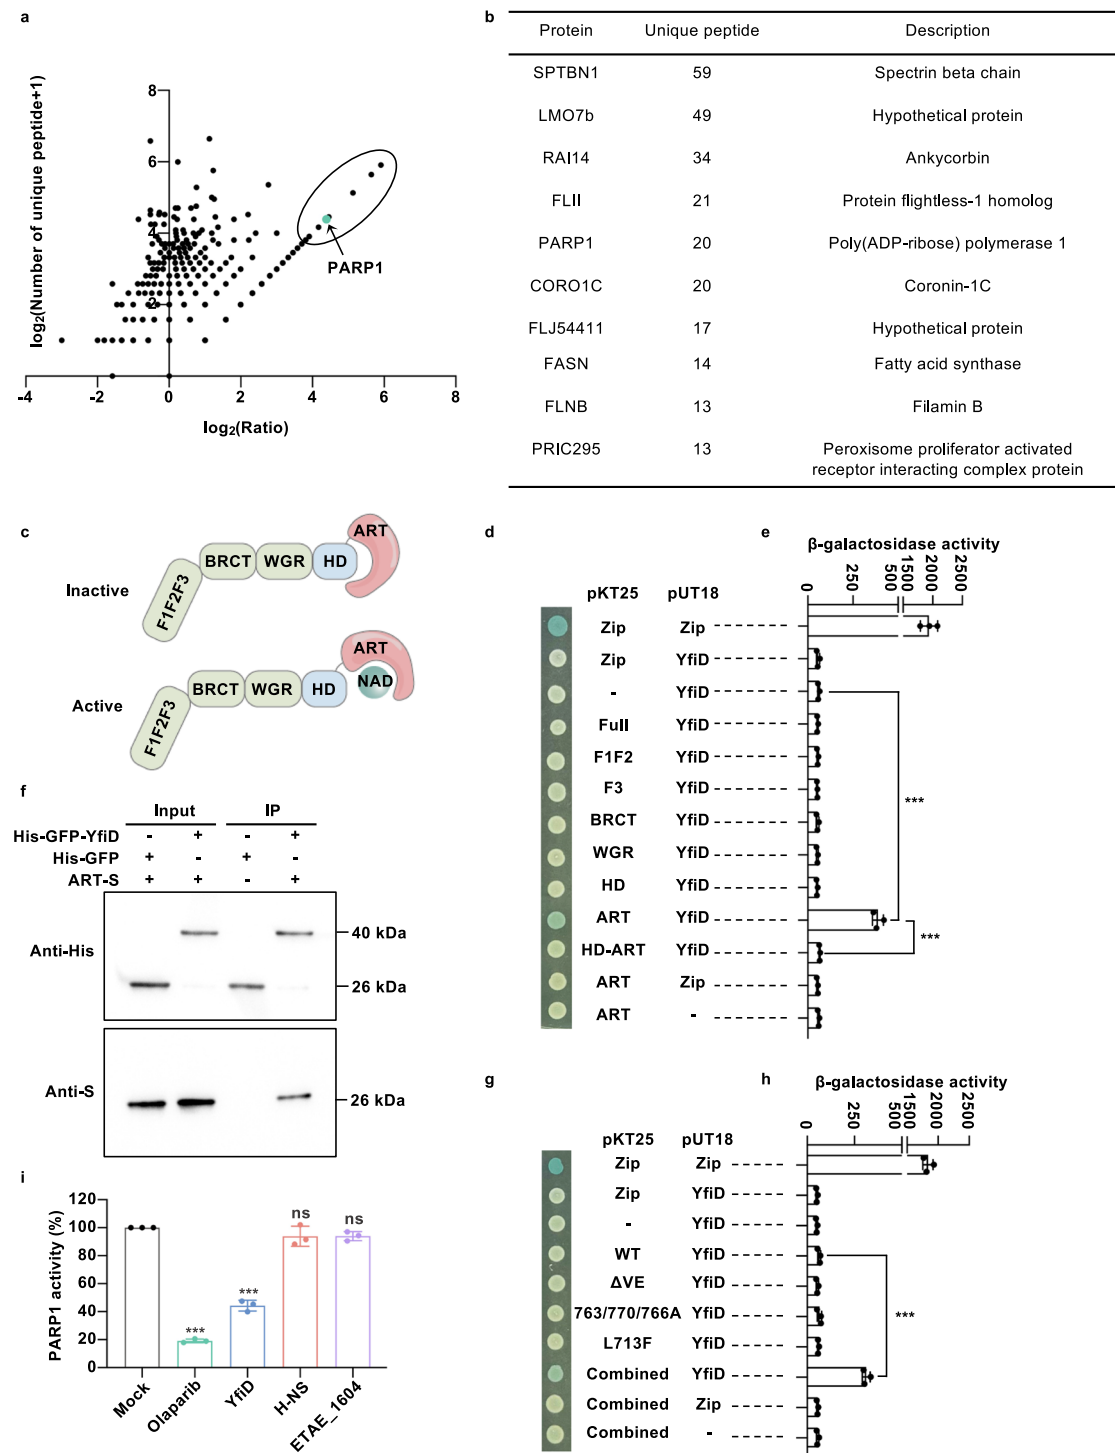 a
log2(Number of unique peptide+1)
8
6
4
2
PARP1
-4 -2 0 2 4 6 8
log2(Ratio)
b
Protein Unique peptide Description
SPTBN1 59 Spectrin beta chain
LMO7b 49 Hypothetical protein
RAI14 34 Ankycorbin
FLII 21 Protein flightless-1 homolog
PARP1 20 Poly(ADP-ribose) polymerase 1
CORO1C 20 Coronin-1C
FLJ54411 17 Hypothetical protein
FASN 14 Fatty acid synthase
FLNB 13 Filamin B
PRIC295 13 Peroxisome proliferator activated
receptor interacting complex protein
c
Inactive
F1F2F3 BRCT WGR HD ART
Active
F1F2F3 BRCT WGR HD ART NAD
d
pKT25 pUT18
Zip Zip
Zip YfiD
- YfiD
Full YfiD
F1F2 YfiD
F3 YfiD
BRCT YfiD
WGR YfiD
HD YfiD
ART YfiD
HD-ART YfiD
ART Zip
ART -
e
β-galactosidase activity
0 250 500 1500 2000 2500
***
***
f
Input IP
His-GFP-YfiD - + - +
His-GFP + - + -
ART-S + + - +
Anti-His
40 kDa
26 kDa
Anti-S
26 kDa
g
pKT25 pUT18
Zip Zip
Zip YfiD
- YfiD
WT YfiD
ΔVE YfiD
763/770/766A YfiD
L713F YfiD
Combined YfiD
Combined Zip
Combined -
h
β-galactosidase activity
0 250 500 1500 2000 2500
***
i
PARP1 activity (%)
120
100
80
60
40
20
0
*** *** ns ns
Mock Olaparib YfiD H-NS ETAE_1604